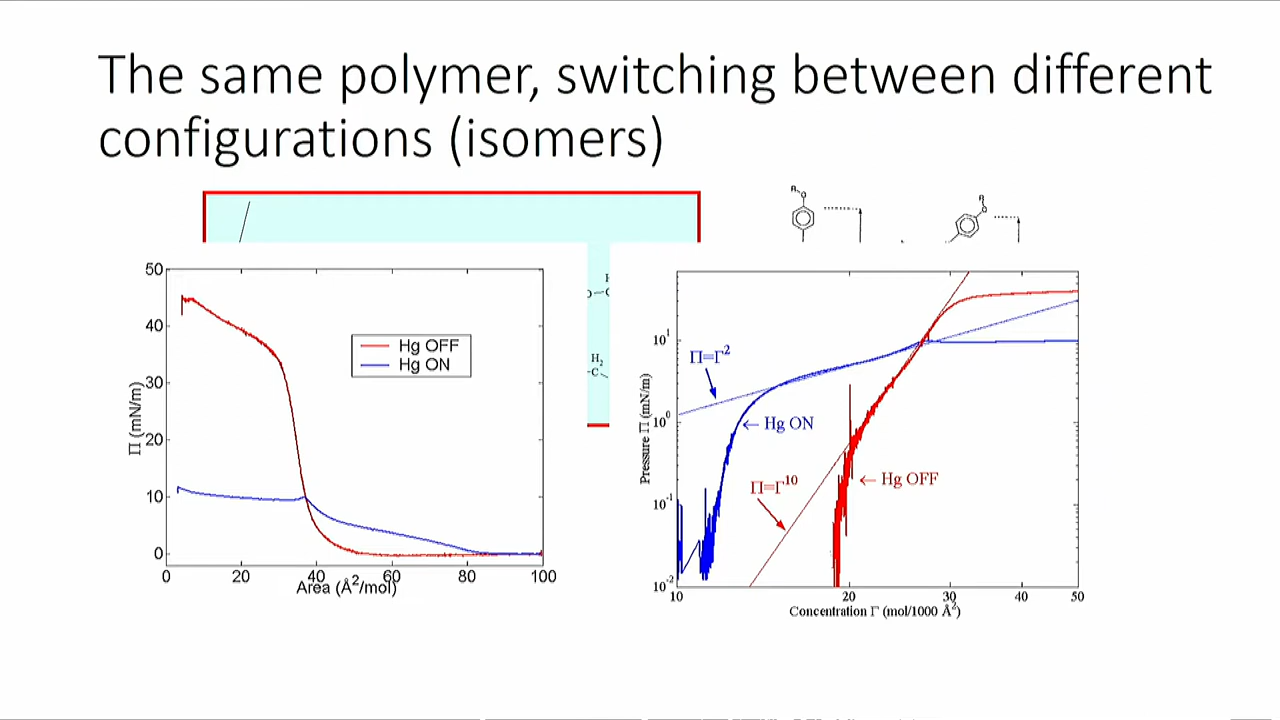 The same polymer, switching between different
configurations (isomers)
R
O
R
O
H
O-C
H2
-C
50
40
30
20
10
0
Π (mN/m)
Hg OFF
Hg ON
0 20 40 60 80 100
Area (Å²/mol)
Pressure Π (mN/m)
10¹
10⁰
10⁻¹
10⁻²
Π=Γ²
← Hg ON
Π=Γ¹⁰
← Hg OFF
10 20 30 40 50
Concentration Γ (mol/1000 Å²)